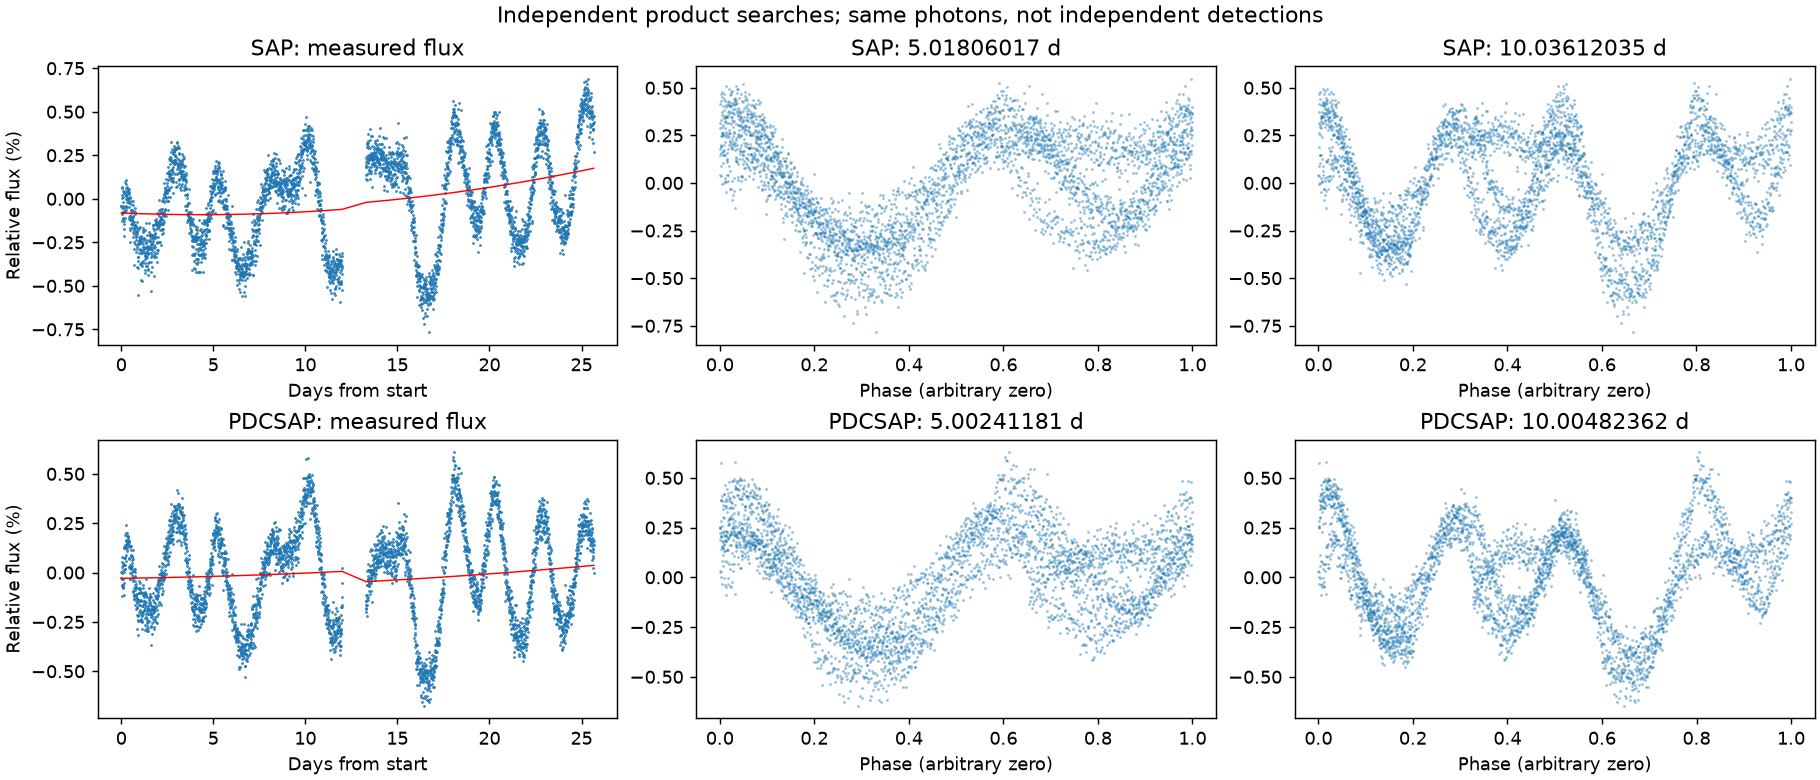 Independent product searches; same photons, not independent detections
SAP: measured flux
SAP: 5.01806017 d
SAP: 10.03612035 d
Relative flux (%)
0.75
0.50
0.25
0.00
−0.25
−0.50
−0.75
0 5 10 15 20 25
Days from start
0.50
0.25
0.00
−0.25
−0.50
−0.75
0.0 0.2 0.4 0.6 0.8 1.0
Phase (arbitrary zero)
0.50
0.25
0.00
−0.25
−0.50
−0.75
0.0 0.2 0.4 0.6 0.8 1.0
Phase (arbitrary zero)
PDCSAP: measured flux
PDCSAP: 5.00241181 d
PDCSAP: 10.00482362 d
Relative flux (%)
0.50
0.25
0.00
−0.25
−0.50
0 5 10 15 20 25
Days from start
0.50
0.25
0.00
−0.25
−0.50
0.0 0.2 0.4 0.6 0.8 1.0
Phase (arbitrary zero)
0.50
0.25
0.00
−0.25
−0.50
0.0 0.2 0.4 0.6 0.8 1.0
Phase (arbitrary zero)